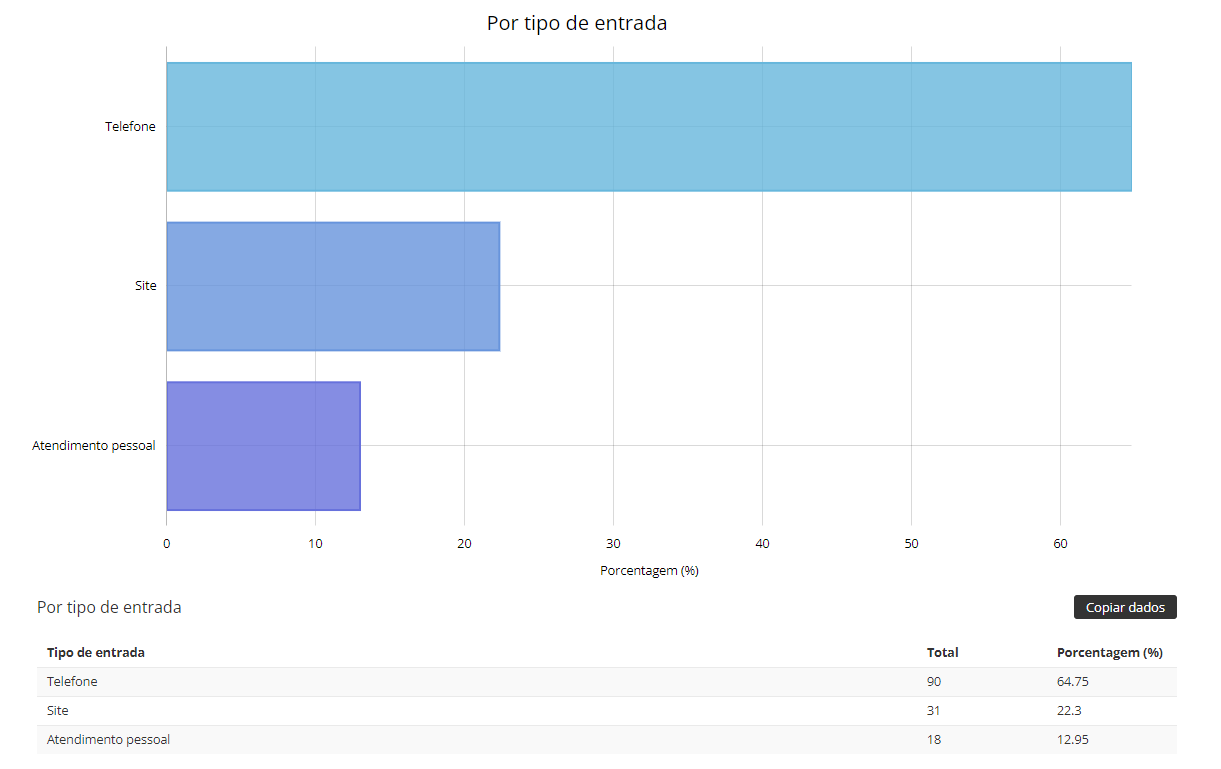 Por tipo de entrada
Telefone
Site
Atendimento pessoal
0 10 20 30 40 50 60
Porcentagem (%)
Por tipo de entrada Copiar dados
Tipo de entrada Total Porcentagem (%)
Telefone 90 64.75
Site 31 22.3
Atendimento pessoal 18 12.95